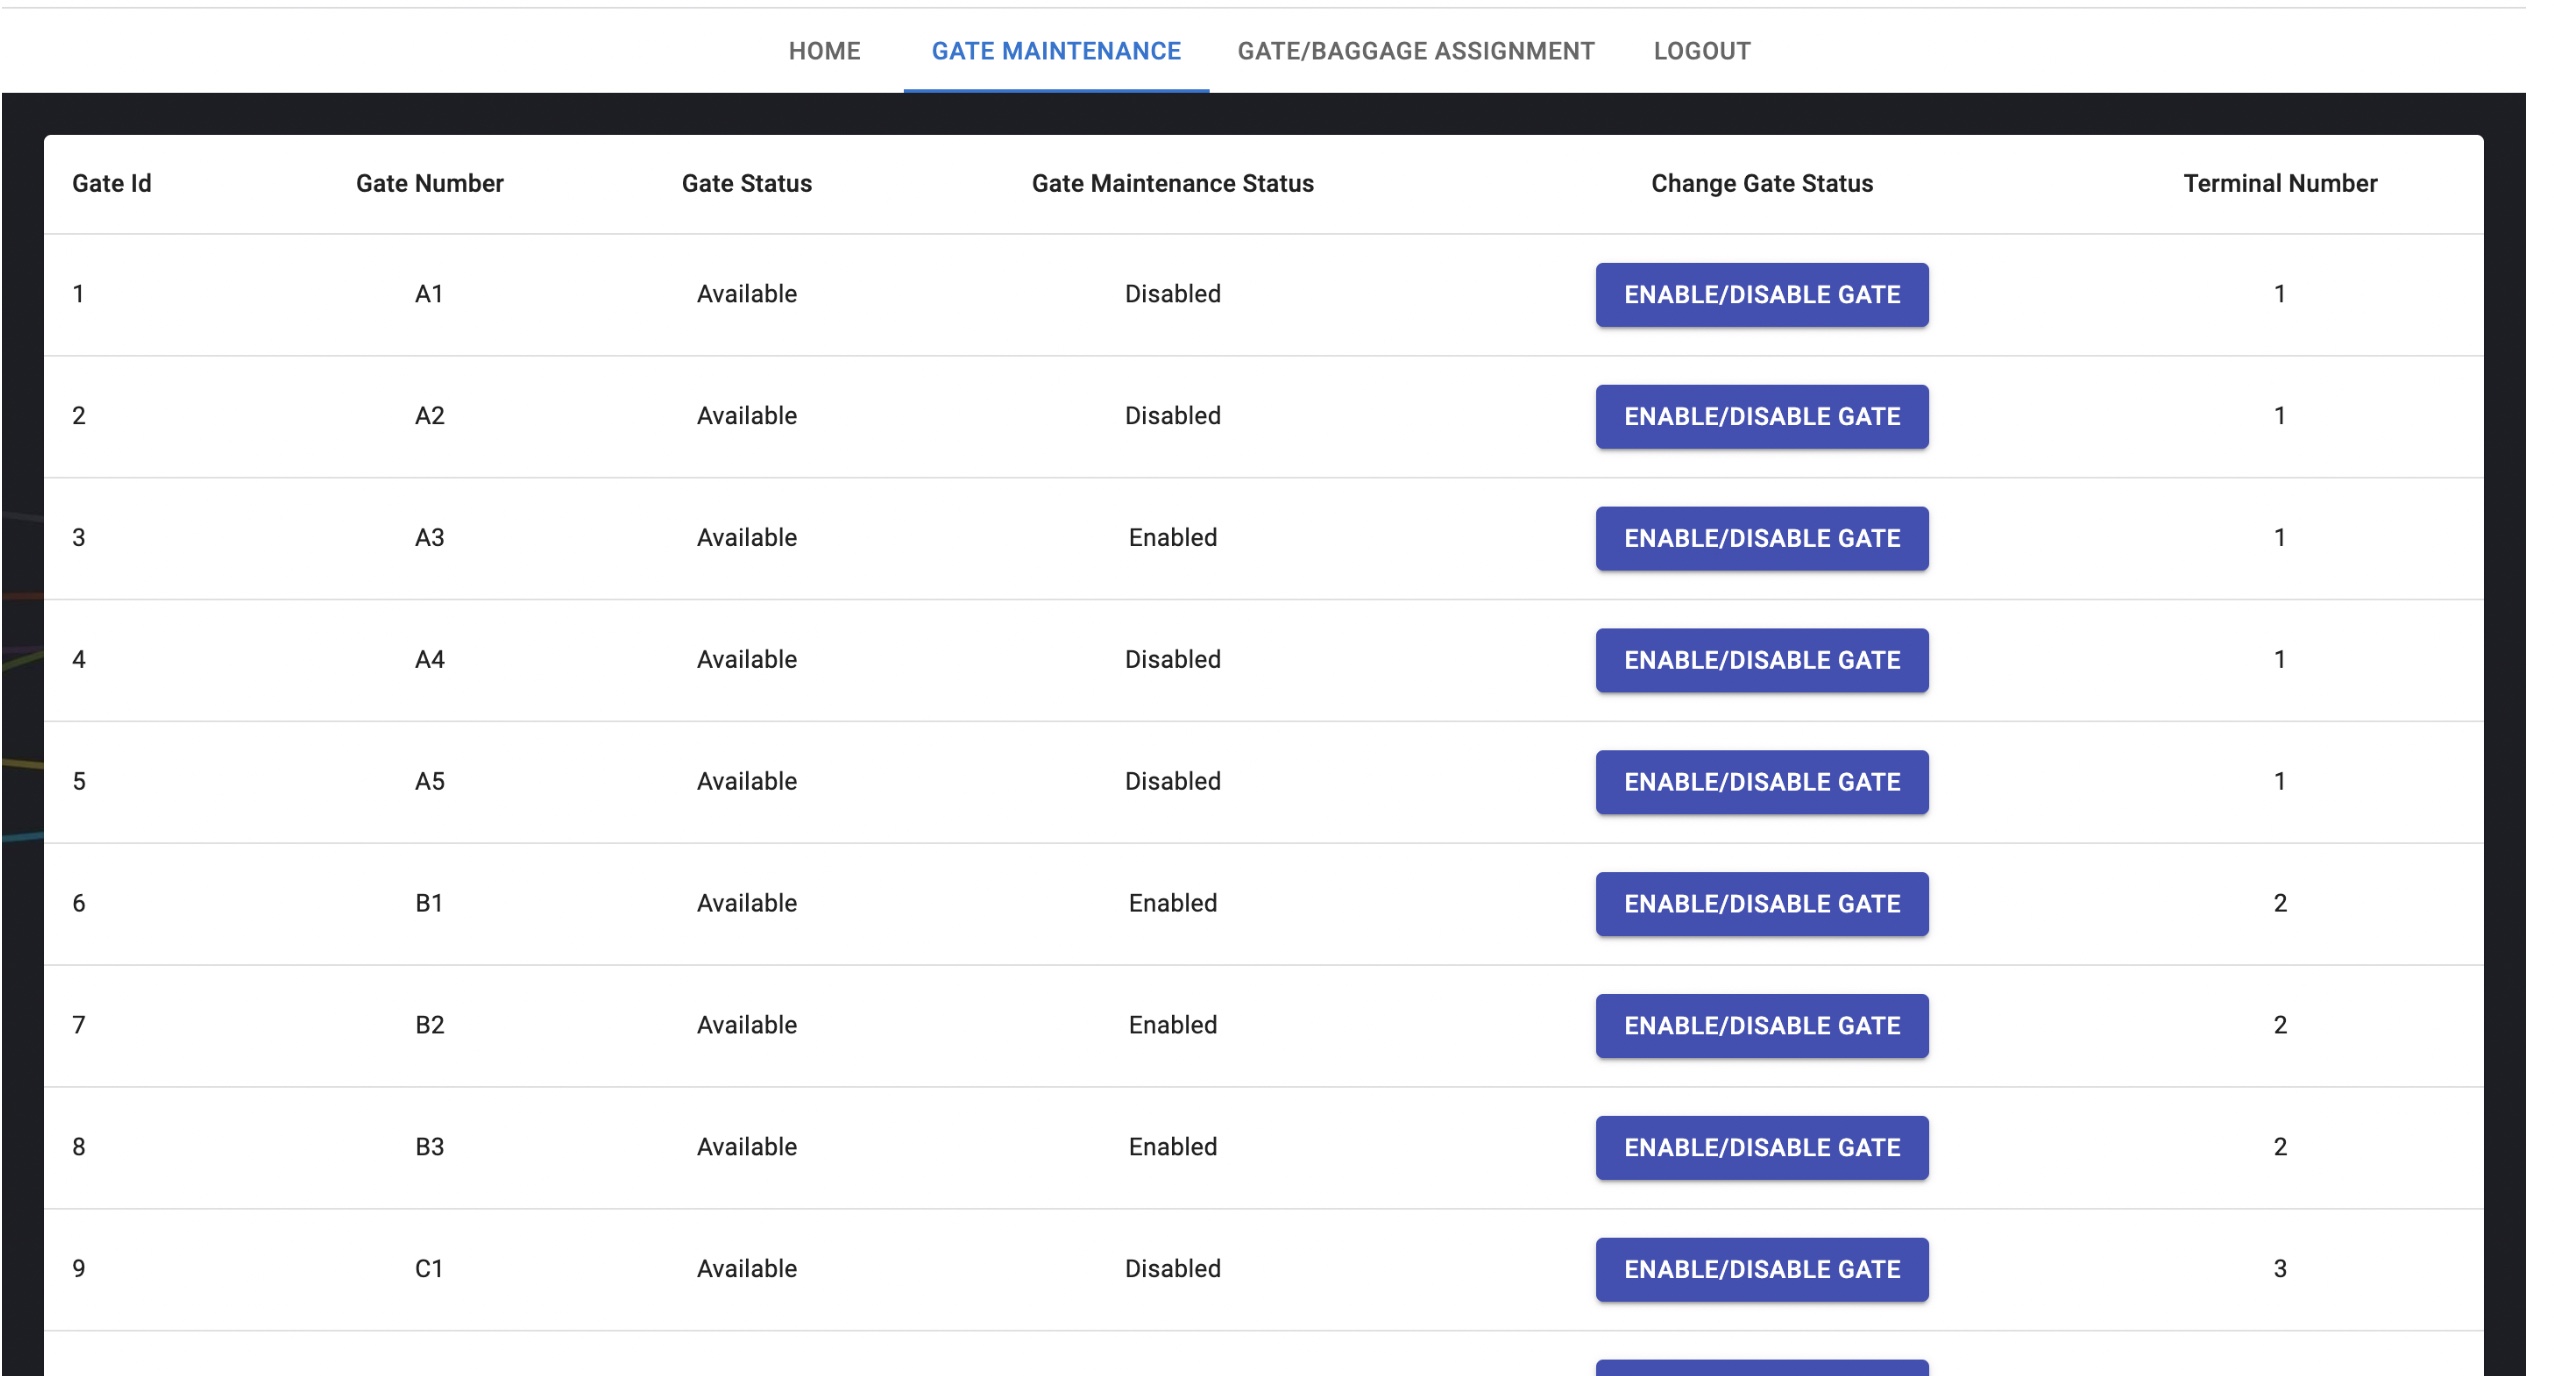 HOME GATE MAINTENANCE GATE/BAGGAGE ASSIGNMENT LOGOUT
Gate Id Gate Number Gate Status Gate Maintenance Status Change Gate Status Terminal Number
1 A1 Available Disabled ENABLE/DISABLE GATE 1
2 A2 Available Disabled ENABLE/DISABLE GATE 1
3 A3 Available Enabled ENABLE/DISABLE GATE 1
4 A4 Available Disabled ENABLE/DISABLE GATE 1
5 A5 Available Disabled ENABLE/DISABLE GATE 1
6 B1 Available Enabled ENABLE/DISABLE GATE 2
7 B2 Available Enabled ENABLE/DISABLE GATE 2
8 B3 Available Enabled ENABLE/DISABLE GATE 2
9 C1 Available Disabled ENABLE/DISABLE GATE 3